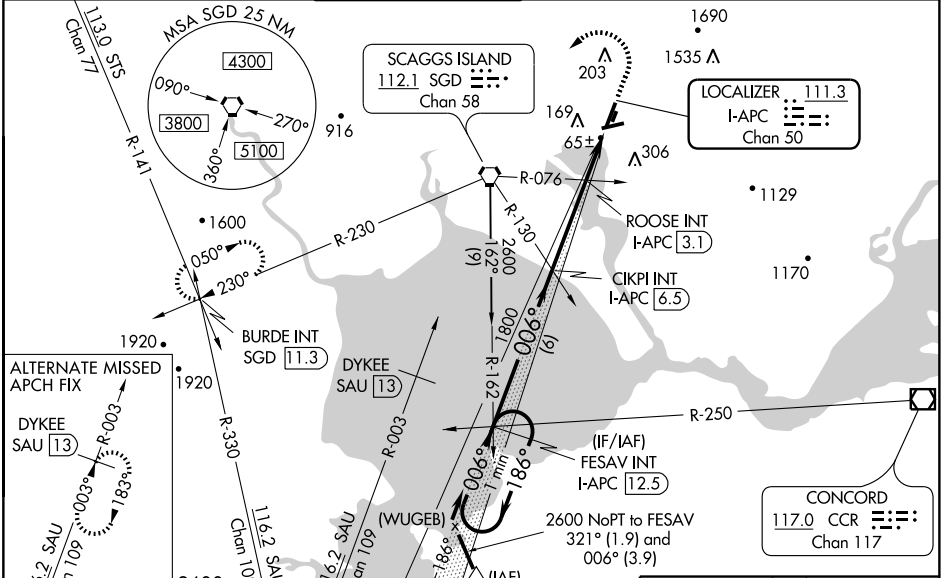 113.0 STS
Chan 77
R-141
MSA SGD 25 NM
4300
090°
3800
270°
5100
360°
916
SCAGGS ISLAND
112.1 SGD
Chan 58
1690
1535
203
169
65±
306
LOCALIZER 111.3
I-APC
Chan 50
R-076
R-130
ROOSE INT
I-APC 3.1
1129
1170
CIKPI INT
I-APC 6.5
1600
R-230
050°
230°
2600
162°
(9)
R-162
1800
006°
(6)
BURDE INT
SGD 11.3
1920
1920
DYKEE
SAU 13
R-003
R-330
116.2 SAU
R-250
(IF/IAF)
FESAV INT
I-APC 12.5
006°
1 min
186°
(WUGEB)
186°
2600 NoPT to FESAV
321° (1.9) and
006° (3.9)
(IAF)
CONCORD
117.0 CCR
Chan 117
ALTERNATE MISSED
APCH FIX
DYKEE
SAU 13
R-003
003°
183°